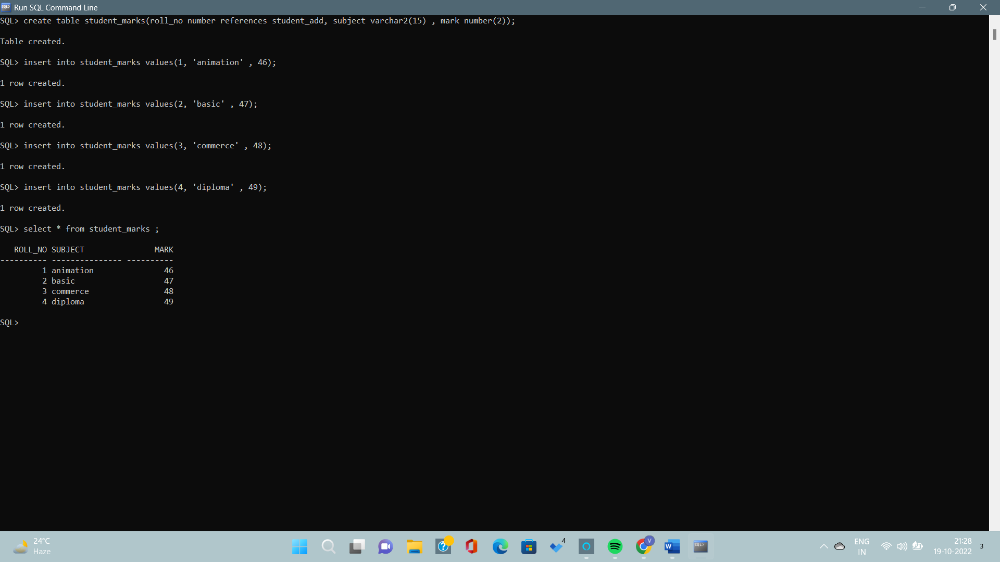 Run SQL Command Line
SQL> create table student_marks(roll_no number references student_add, subject varchar2(15) , mark number(2));
Table created.
SQL> insert into student_marks values(1, 'animation' , 46);
1 row created.
SQL> insert into student_marks values(2, 'basic' , 47);
1 row created.
SQL> insert into student_marks values(3, 'commerce' , 48);
1 row created.
SQL> insert into student_marks values(4, 'diploma' , 49);
1 row created.
SQL> select * from student_marks ;
ROLL_NO SUBJECT MARK
---------- --------------- ----------
1 animation 46
2 basic 47
3 commerce 48
4 diploma 49
SQL>
24°C
Haze
4
V
W
SQL>
ENG
IN
21:28
19-10-2022
3